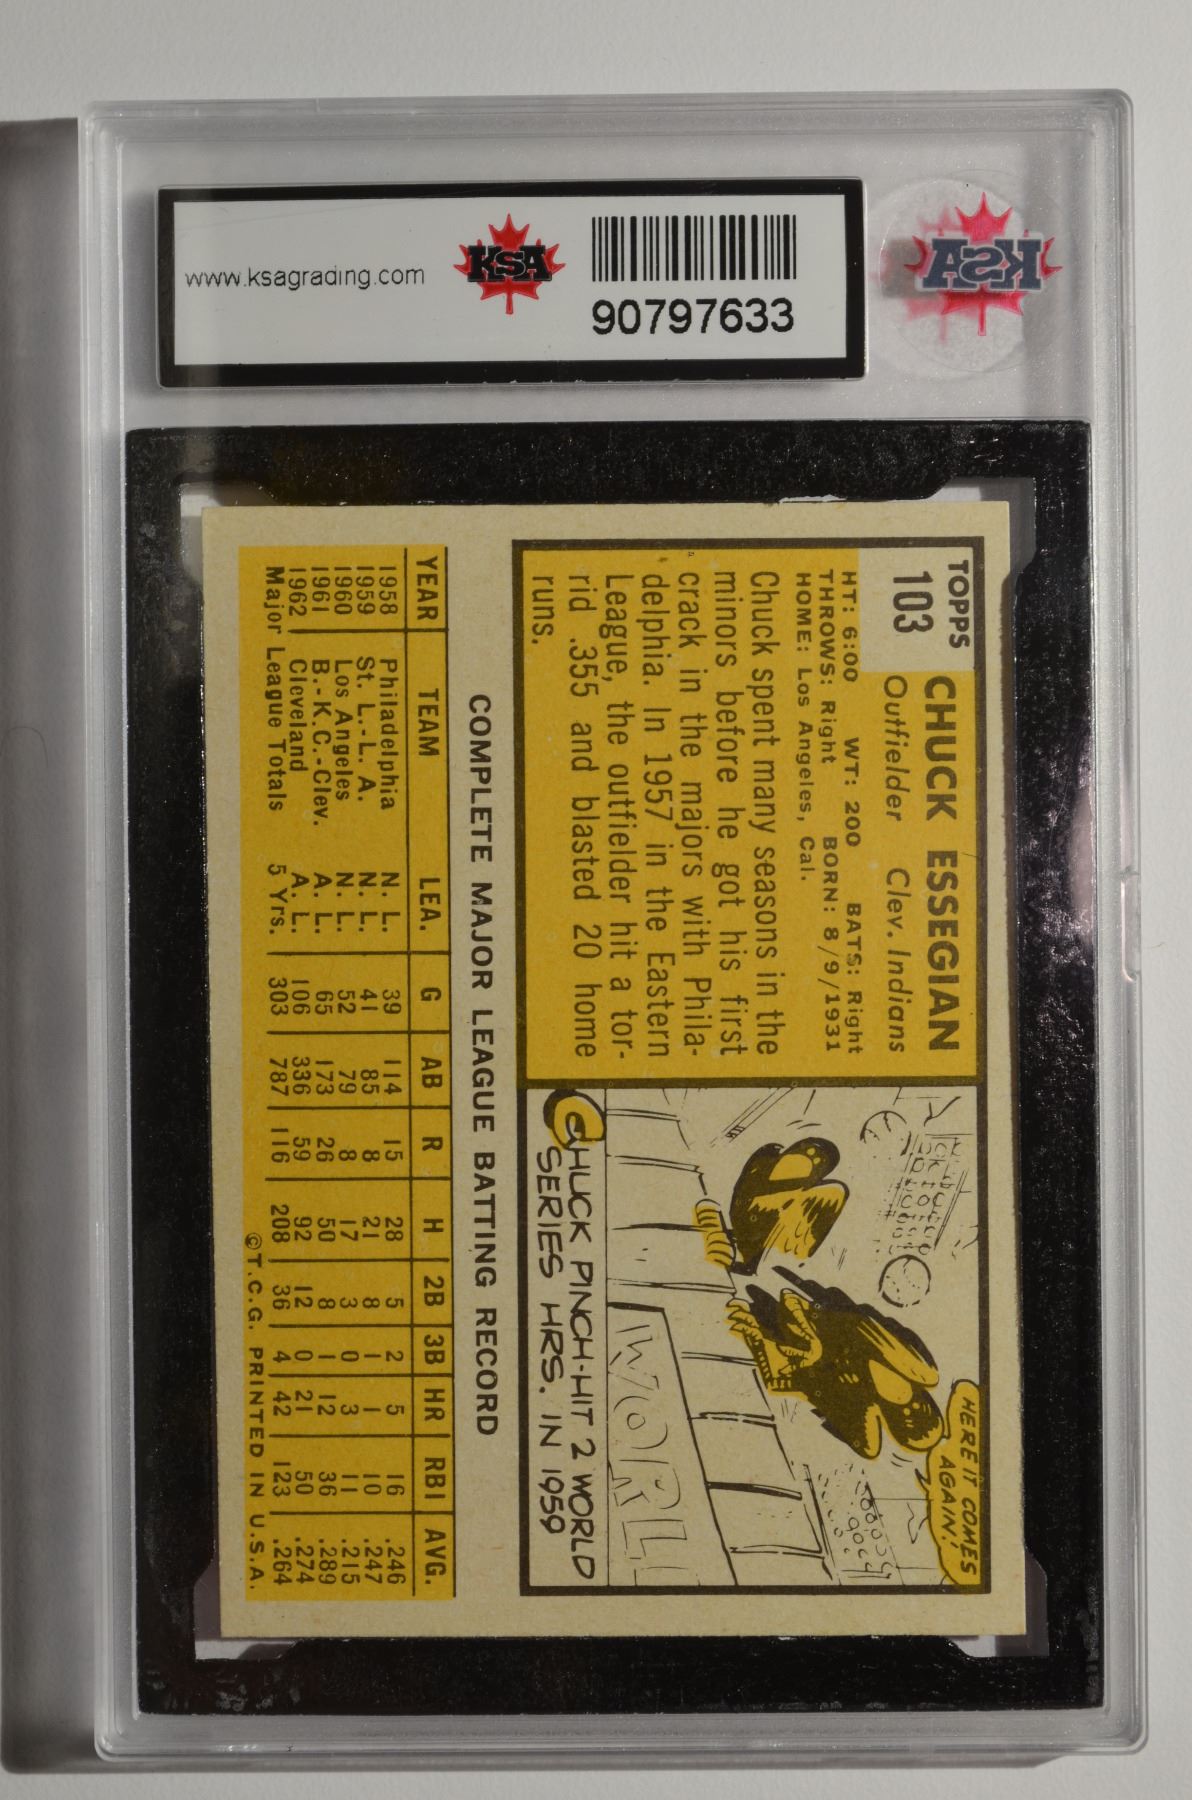 www.ksagrading.com
KSA
90797633
KSA
TOPPS
103
CHUCK ESSEGIAN
Outfielder Clev. Indians
HT: 6:00 WT: 200 BATS: Right
THROWS: Right BORN: 8/9/1931
HOME: Los Angeles, Cal.
Chuck spent many seasons in the
minors before he got his first
crack in the majors with Phila-
delphia. In 1957 in the Eastern
League, the outfielder hit a tor-
rid .355 and blasted 20 home
runs.
HERE IT COMES
AGAIN!
WORL
CHUCK PINCH-HIT 2 WORLD
SERIES HRS. IN 1959
COMPLETE MAJOR LEAGUE BATTING RECORD
YEAR TEAM LEA. G AB R H 2B 3B HR RBI AVG.
1958 Philadelphia N. L. 39 114 15 28 5 2 5 16 .246
1959 St. L.-L. A. N. L. 41 85 8 21 8 1 1 10 .247
1960 Los Angeles N. L. 52 79 8 17 3 0 3 11 .215
1961 B.-K.C.-Clev. A. L. 65 173 26 50 8 1 12 36 .289
1962 Cleveland A. L. 106 336 59 92 12 0 21 50 .274
Major League Totals 5 Yrs. 303 787 116 208 36 4 42 123 .264
©T.C.G. PRINTED IN U.S.A.